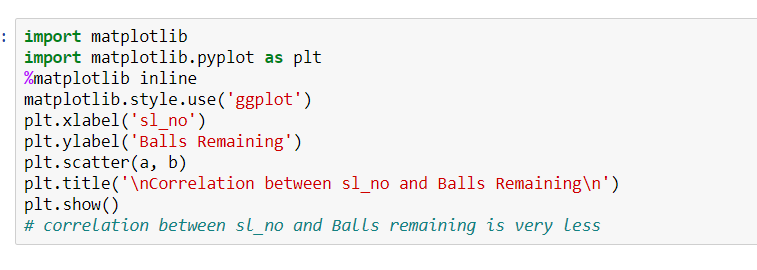 :
import matplotlib
import matplotlib.pyplot as plt
%matplotlib inline
matplotlib.style.use('ggplot')
plt.xlabel('sl_no')
plt.ylabel('Balls Remaining')
plt.scatter(a, b)
plt.title('\nCorrelation between sl_no and Balls Remaining\n')
plt.show()
# correlation between sl_no and Balls remaining is very less